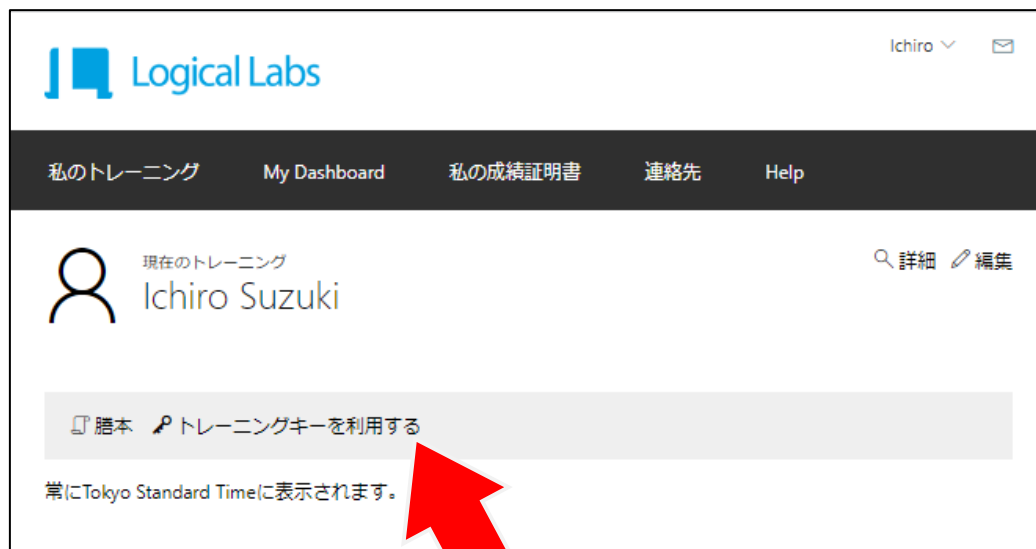 Ichiro
Logical Labs
私のトレーニング My Dashboard 私の成績証明書 連絡先 Help
現在のトレーニング
詳細 編集
Ichiro Suzuki
謄本 トレーニングキーを利用する
常にTokyo Standard Timeに表示されます。